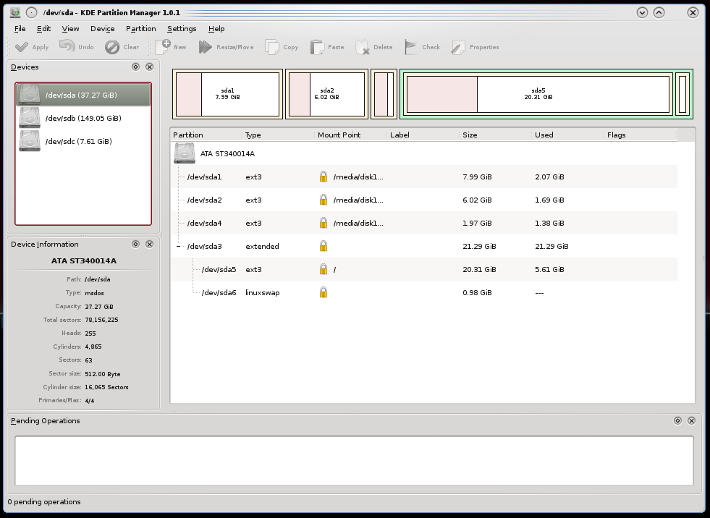 /dev/sda - KDE Partition Manager 1.0.1
File Edit View Device Partition Settings Help
Apply Undo Clear New Resize/Move Copy Paste Delete Check Properties
Devices
/dev/sda (37.27 GiB)
/dev/sdb (149.05 GiB)
/dev/sdc (7.61 GiB)
sda1
7.99 GiB
sda2
6.02 GiB
sda5
20.31 GiB
Partition Type Mount Point Label Size Used Flags
ATA ST340014A
/dev/sda1 ext3 /media/disk1... 7.99 GiB 2.07 GiB
/dev/sda2 ext3 /media/disk1... 6.02 GiB 1.69 GiB
/dev/sda4 ext3 /media/disk1... 1.97 GiB 1.38 GiB
/dev/sda3 extended 21.29 GiB 21.29 GiB
/dev/sda5 ext3 / 20.31 GiB 5.61 GiB
/dev/sda6 linuxswap 0.98 GiB ---
Device Information
ATA ST340014A
Path: /dev/sda
Type: msdos
Capacity: 37.27 GiB
Total sectors: 78,156,225
Heads: 255
Cylinders: 4,865
Sectors: 63
Sector size: 512.00 Byte
Cylinder size: 16,065 Sectors
Primaries/Max: 4/4
Pending Operations
0 pending operations